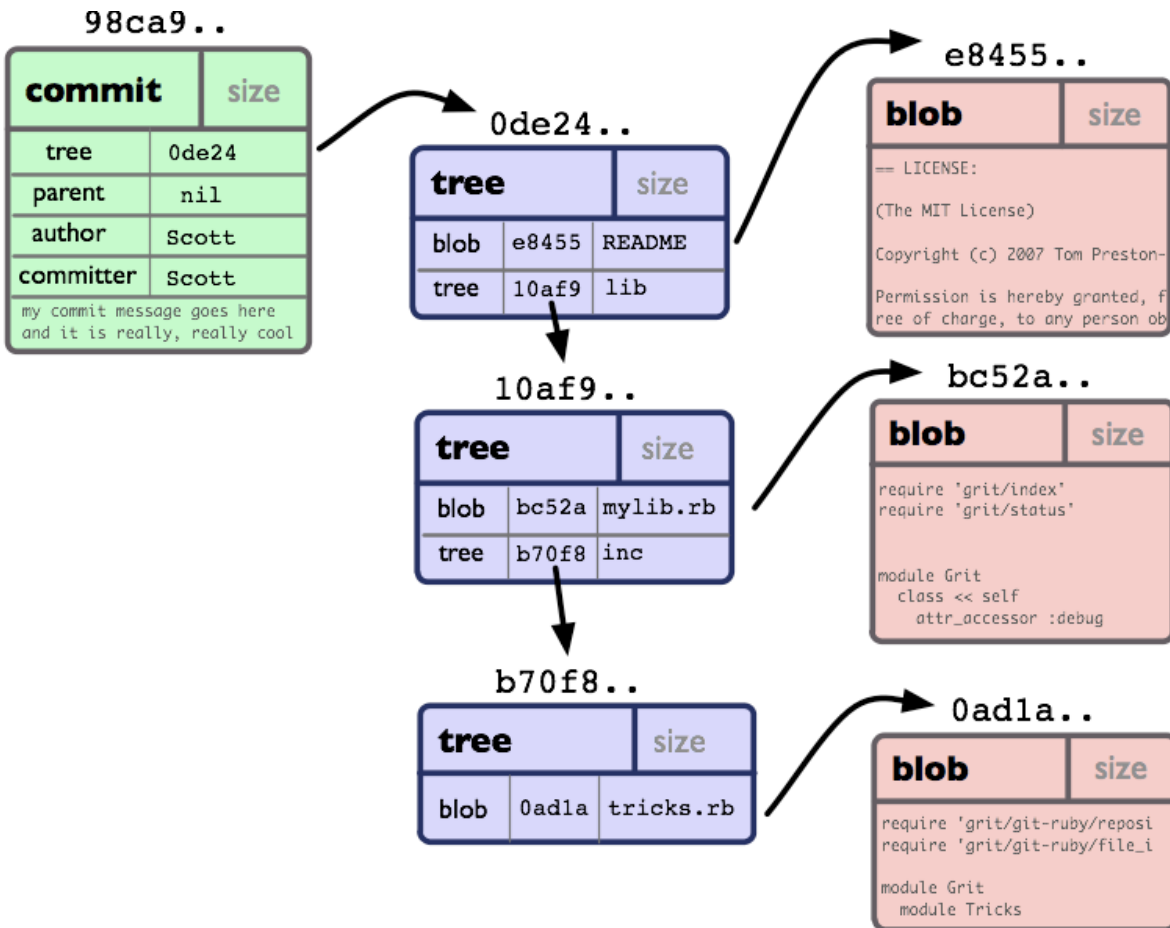 98ca9..
commit size
tree 0de24
parent nil
author Scott
committer Scott
my commit message goes here
and it is really, really cool
0de24..
tree size
blob e8455 README
tree 10af9 lib
10af9..
tree size
blob bc52a mylib.rb
tree b70f8 inc
b70f8..
tree size
blob 0ad1a tricks.rb
e8455..
blob size
== LICENSE:
(The MIT License)
Copyright (c) 2007 Tom Preston-
Permission is hereby granted, f
ree of charge, to any person ob
bc52a..
blob size
require 'grit/index'
require 'grit/status'
module Grit
class << self
attr_accessor :debug
0ad1a..
blob size
require 'grit/git-ruby/reposi
require 'grit/git-ruby/file_i
module Grit
module Tricks